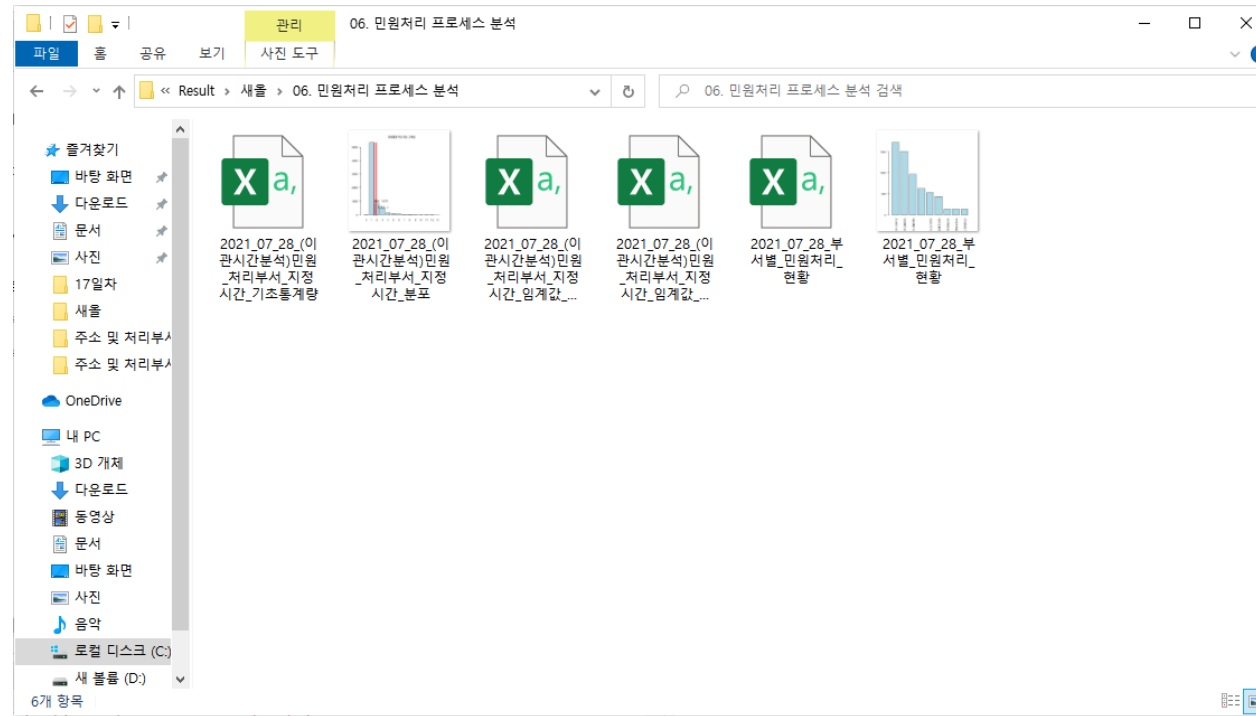 관리
06. 민원처리 프로세스 분석
파일
홈
공유
보기
사진 도구
« Result › 새올 › 06. 민원처리 프로세스 분석
06. 민원처리 프로세스 분석 검색
즐겨찾기
바탕 화면
다운로드
문서
사진
17일차
새올
주소 및 처리부서
주소 및 처리부서
OneDrive
내 PC
3D 개체
다운로드
동영상
문서
바탕 화면
사진
음악
로컬 디스크 (C:)
새 볼륨 (D:)
X a,
2021_07_28_(이
관시간분석)민원
_처리부서_지정
시간_기초통계량
2021_07_28_(이
관시간분석)민원
_처리부서_지정
시간_분포
X a,
2021_07_28_(이
관시간분석)민원
_처리부서_지정
시간_임계값_...
X a,
2021_07_28_(이
관시간분석)민원
_처리부서_지정
시간_임계값_...
X a,
2021_07_28_부
서별_민원처리_
현황
2021_07_28_부
서별_민원처리_
현황
6개 항목